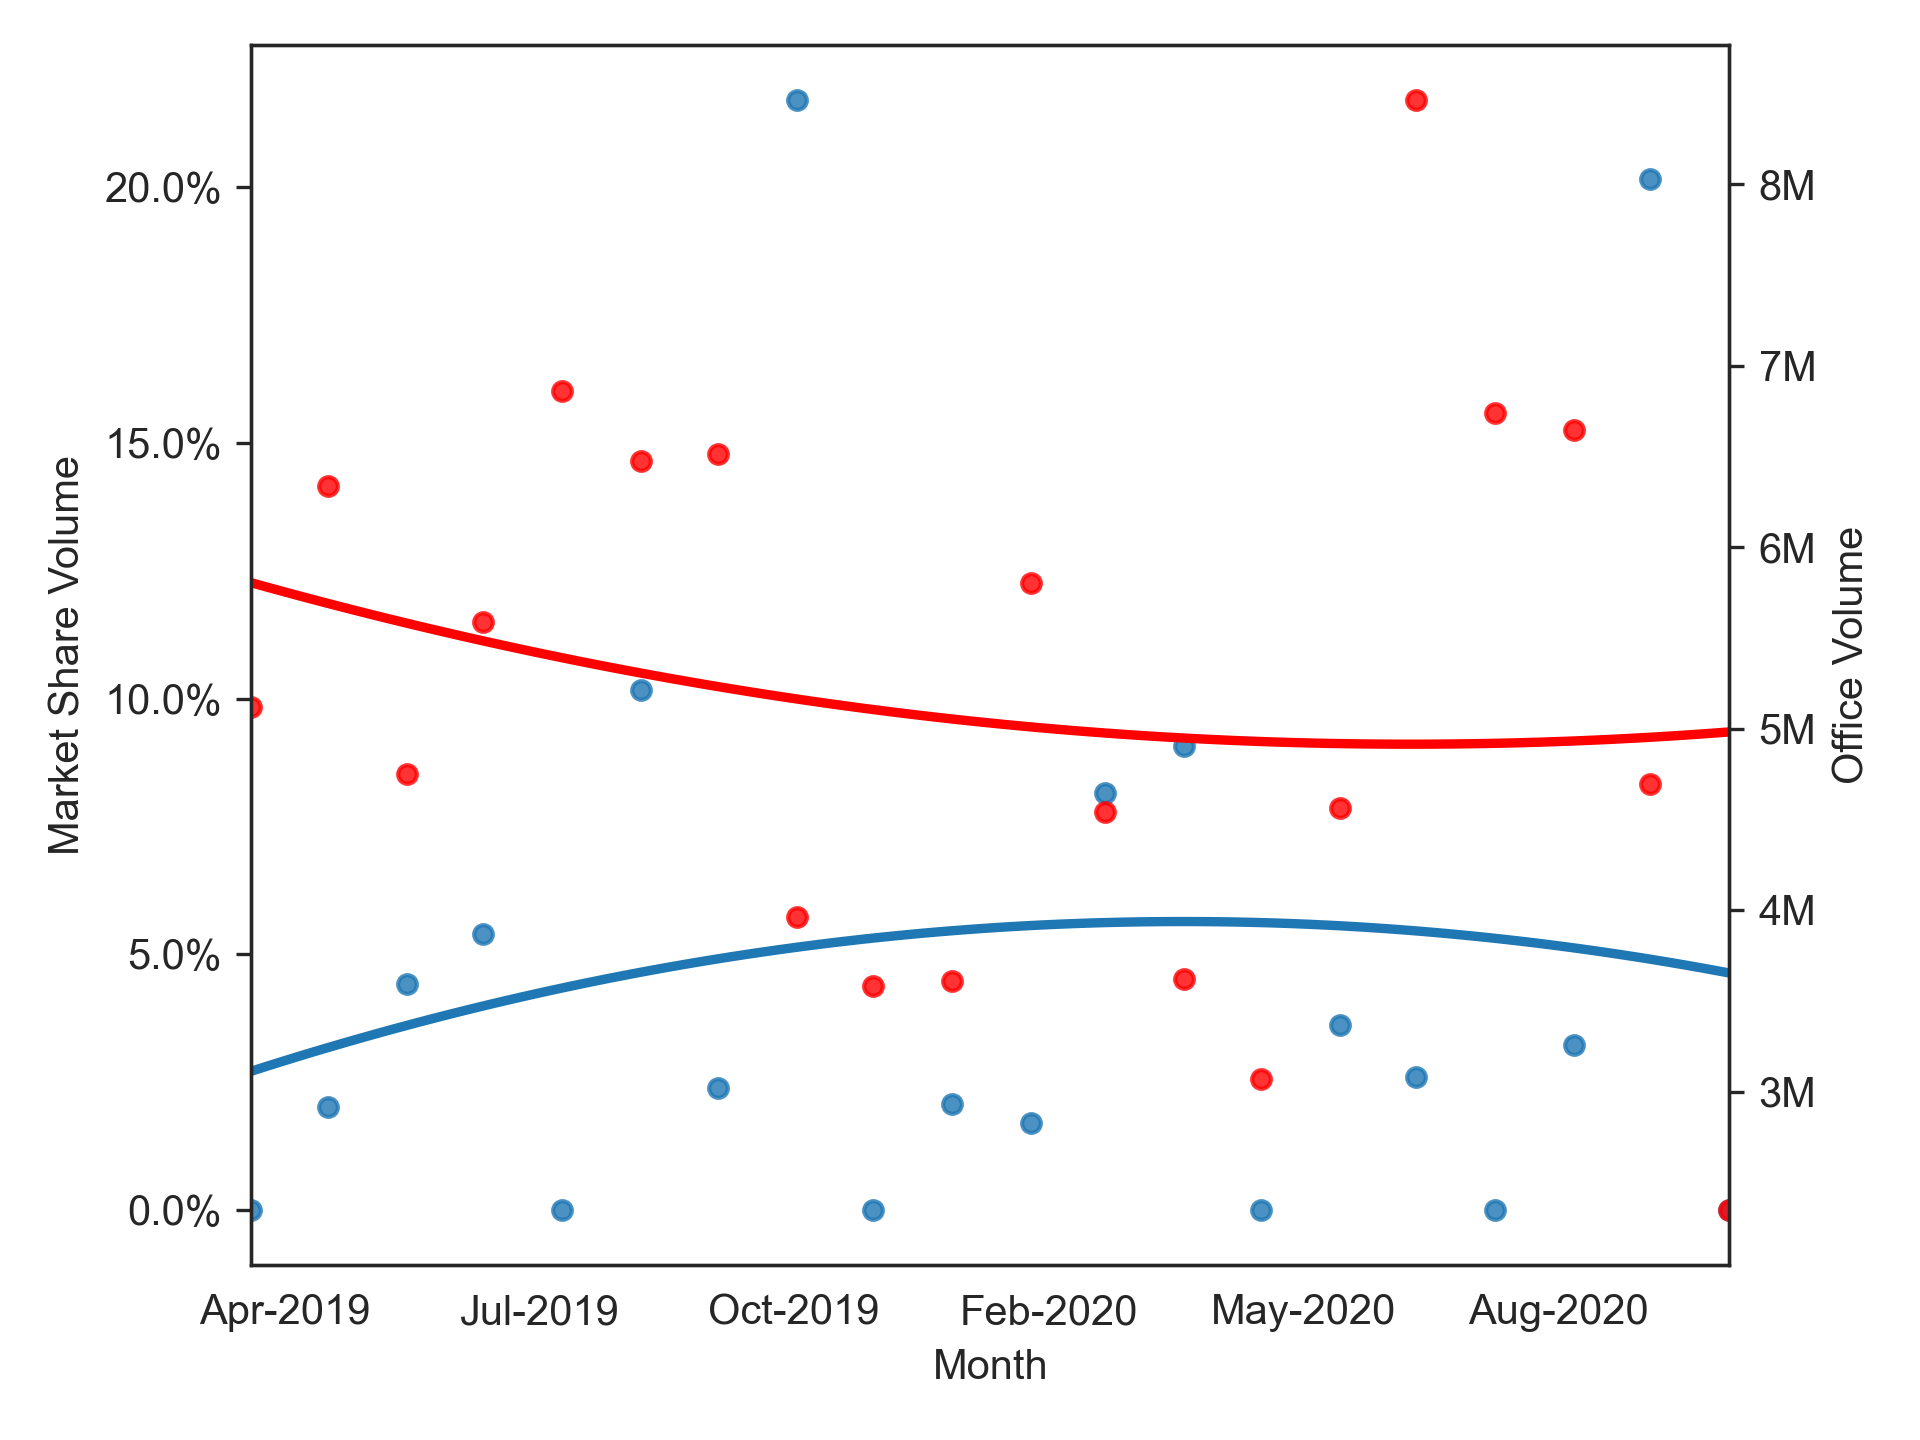 20.0%
15.0%
10.0%
5.0%
0.0%
Market Share Volume
8M
7M
6M
5M
4M
3M
Office Volume
Apr-2019 Jul-2019 Oct-2019 Feb-2020 May-2020 Aug-2020
Month